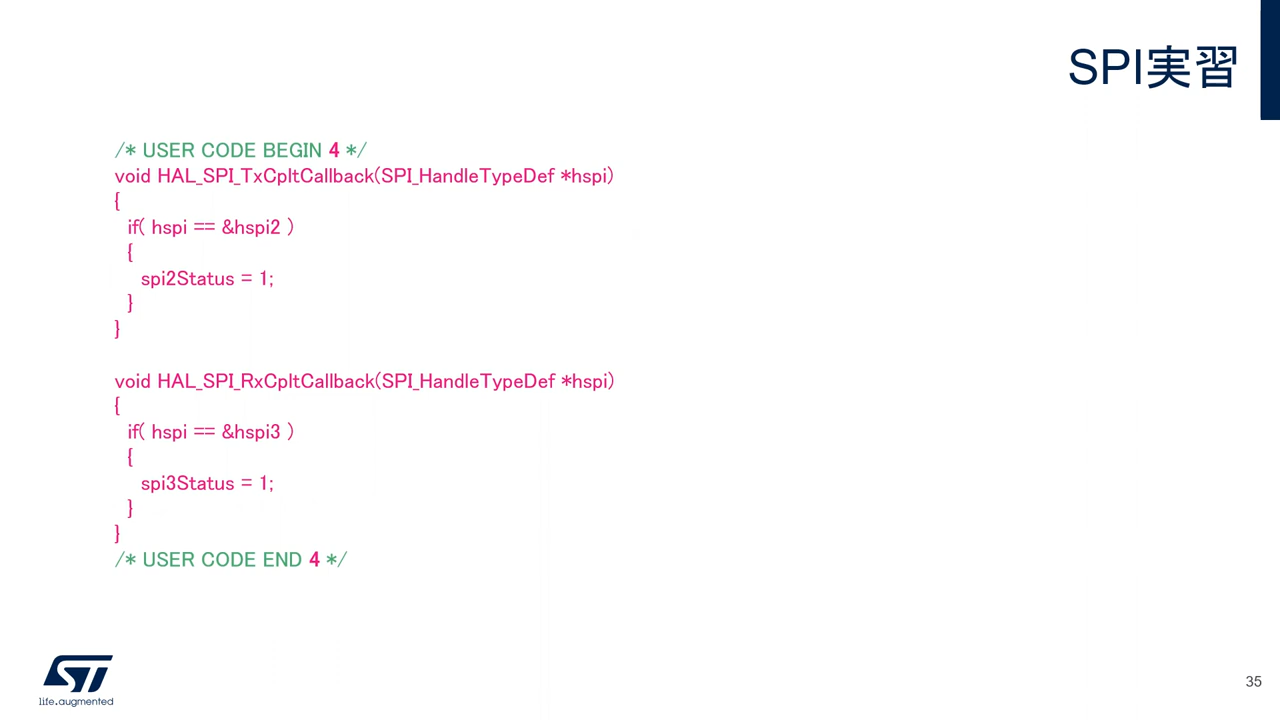 SPI実習
/* USER CODE BEGIN 4 */
void HAL_SPI_TxCpltCallback(SPI_HandleTypeDef *hspi)
{
if( hspi == &hspi2 )
{
spi2Status = 1;
}
}
void HAL_SPI_RxCpltCallback(SPI_HandleTypeDef *hspi)
{
if( hspi == &hspi3 )
{
spi3Status = 1;
}
}
/* USER CODE END 4 */
ST
life.augmented
35